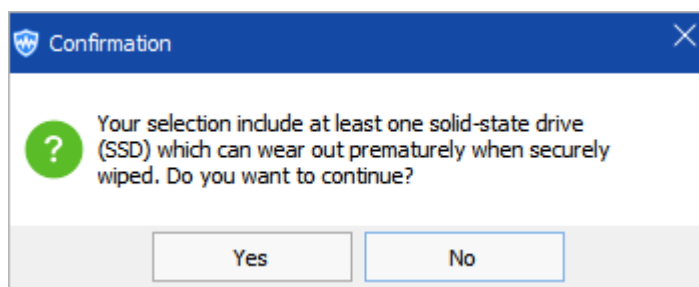 Confirmation
Your selection include at least one solid-state drive
(SSD) which can wear out prematurely when securely
wiped. Do you want to continue?
Yes
No